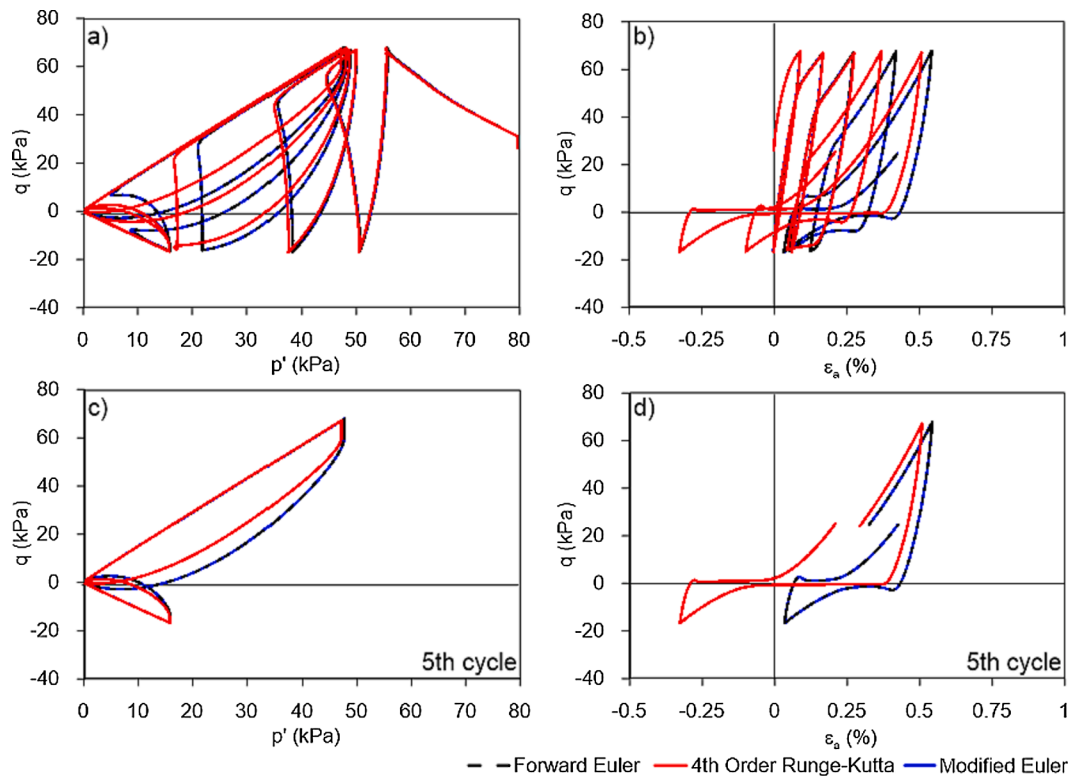 a)
80
60
40
20
0
-20
-40
q (kPa)
0 10 20 30 40 50 60 70 80
p' (kPa)
b)
80
60
40
20
0
-20
-40
q (kPa)
-0.5 -0.25 0 0.25 0.5 0.75 1
εa (%)
c)
80
60
40
20
0
-20
-40
q (kPa)
5th cycle
0 10 20 30 40 50 60 70 80
p' (kPa)
d)
80
60
40
20
0
-20
-40
q (kPa)
5th cycle
-0.5 -0.25 0 0.25 0.5 0.75 1
εa (%)
Forward Euler 4th Order Runge-Kutta Modified Euler